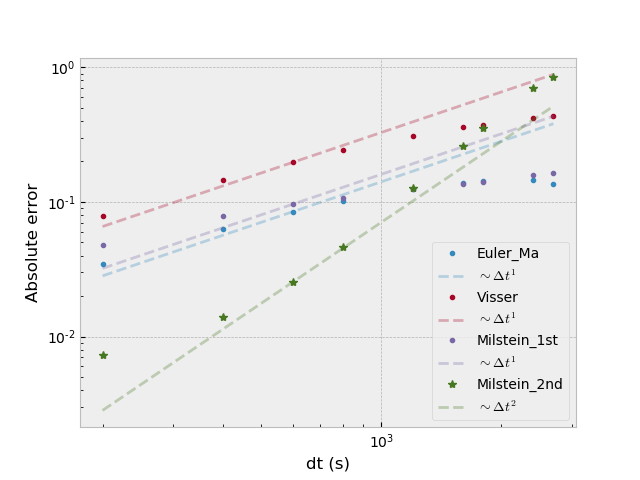 10⁰
10⁻¹
10⁻²
Absolute error
10³
dt (s)
Euler_Ma
~ Δt¹
Visser
~ Δt¹
Milstein_1st
~ Δt¹
Milstein_2nd
~ Δt²